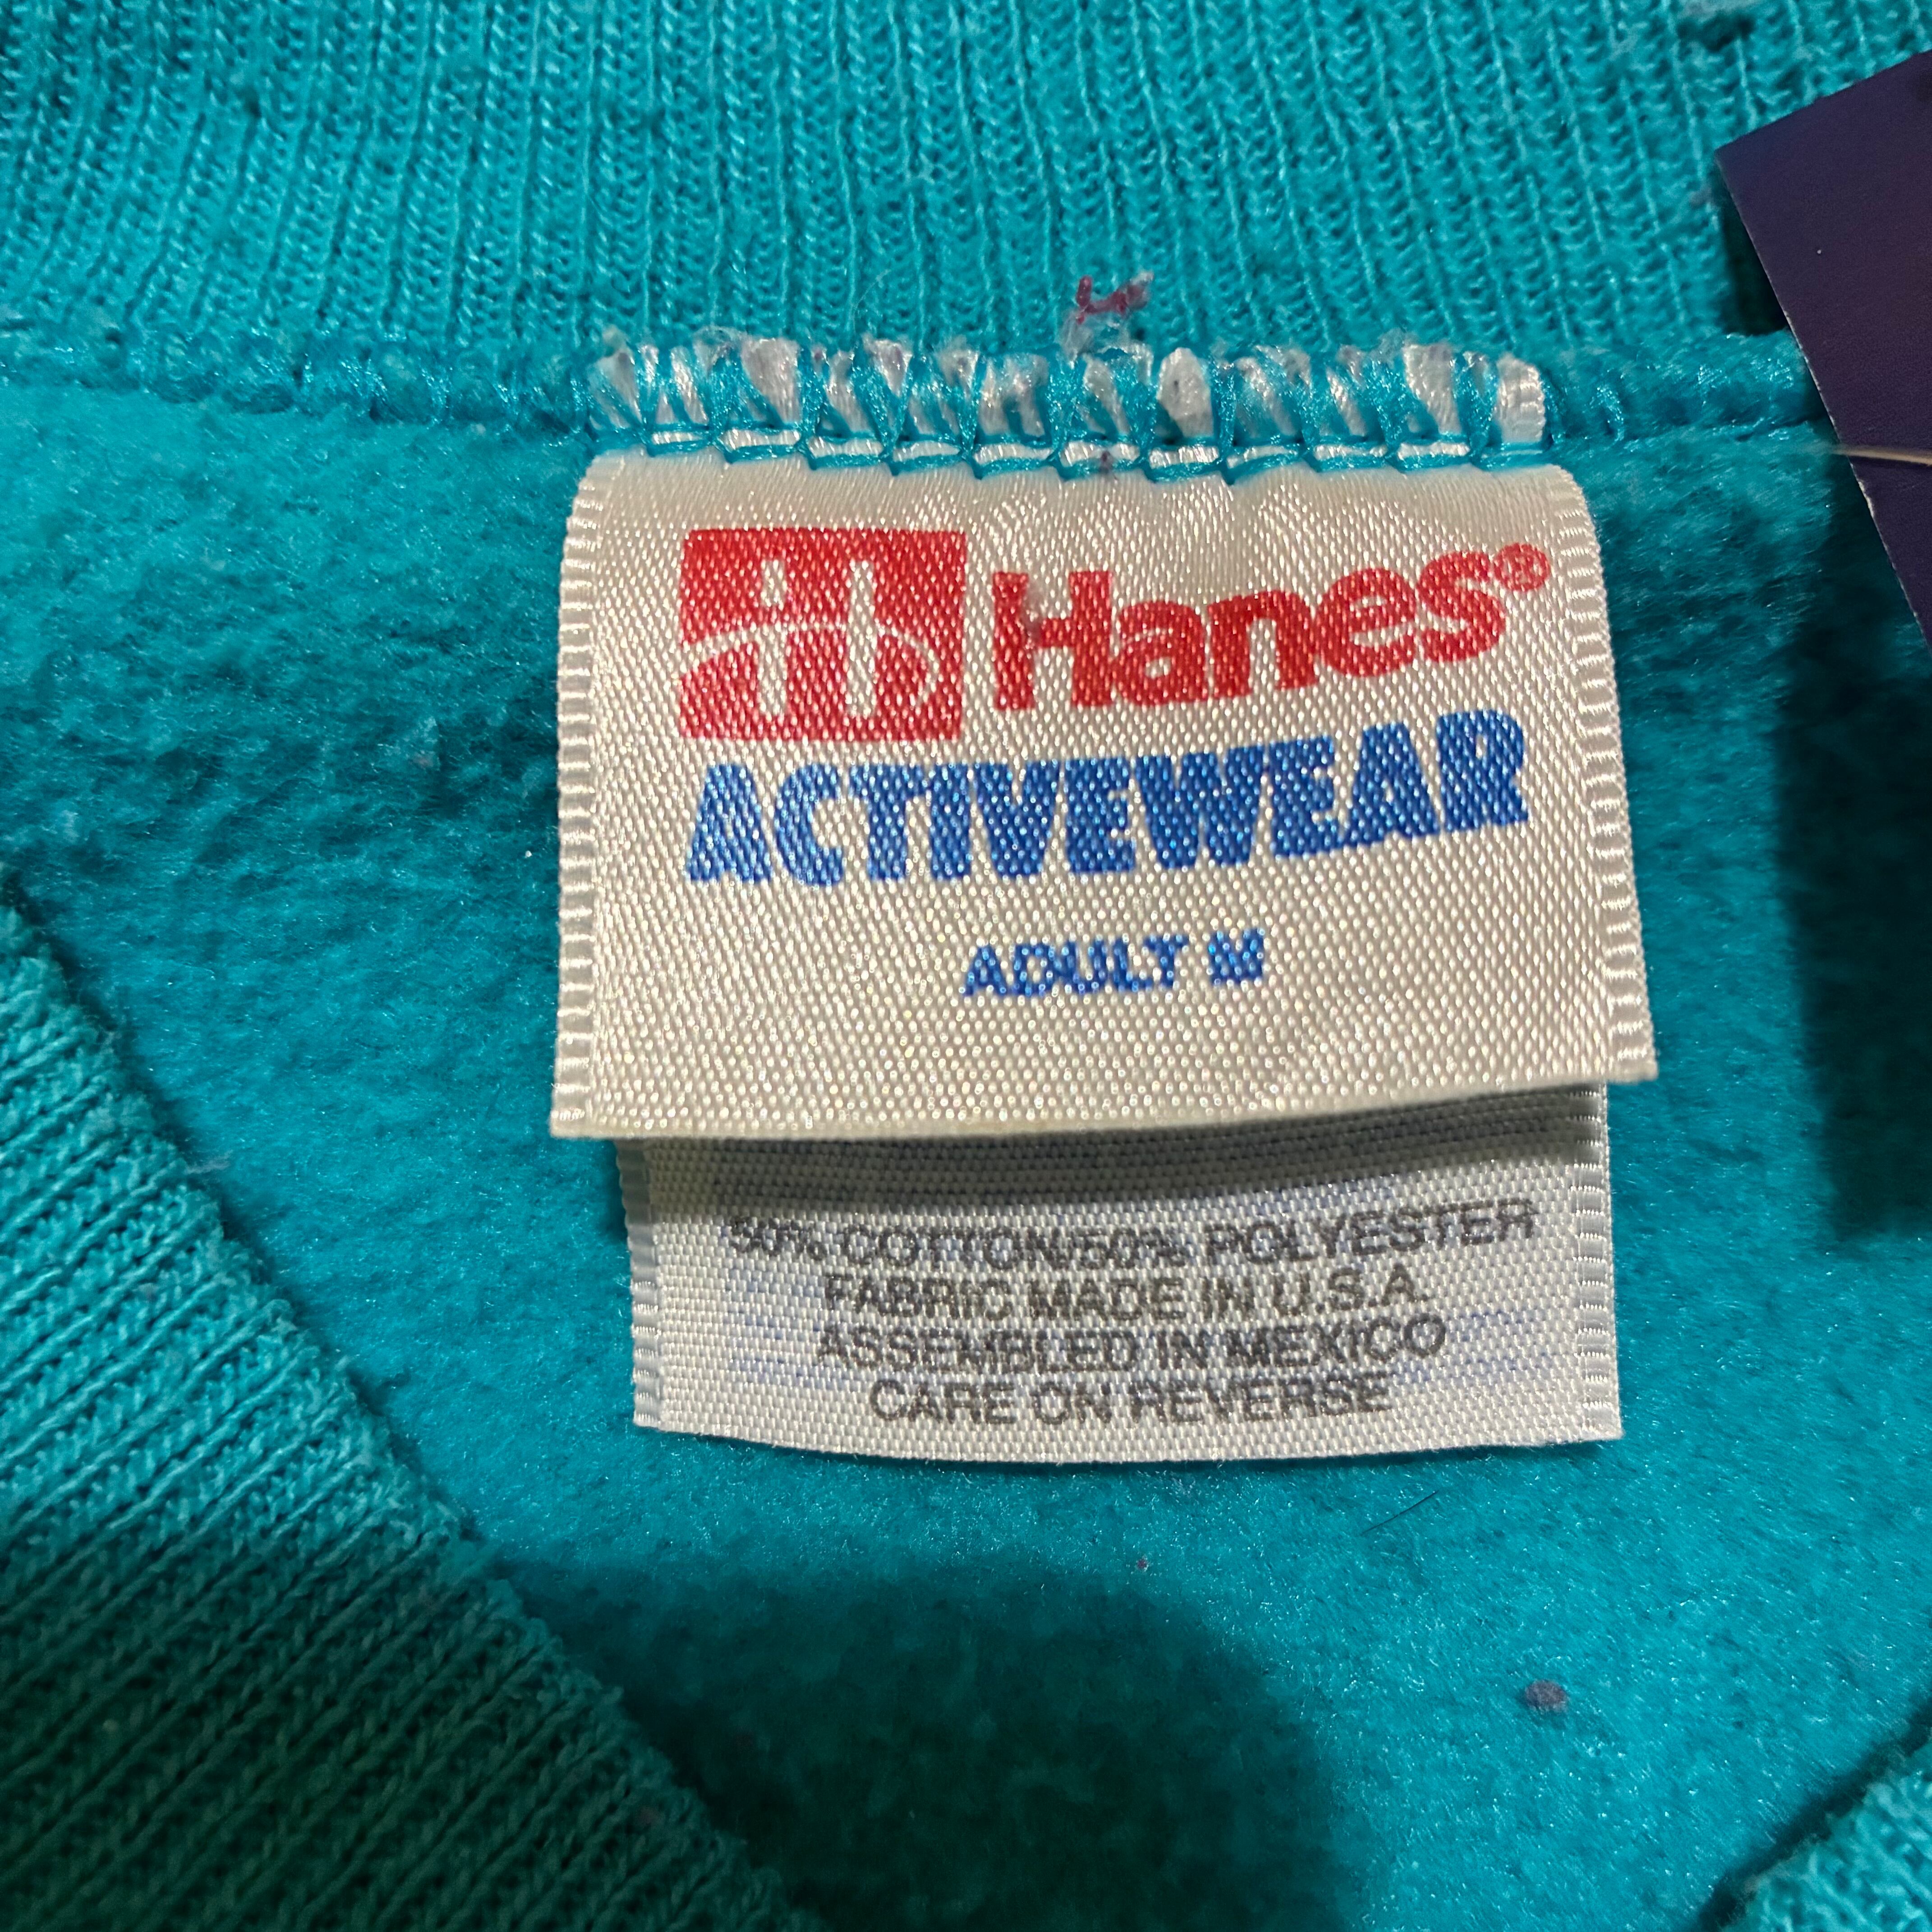 Hanes®
ACTIVEWEAR
ADULT M
50% COTTON/50% POLYESTER
FABRIC MADE IN U.S.A.
ASSEMBLED IN MEXICO
CARE ON REVERSE